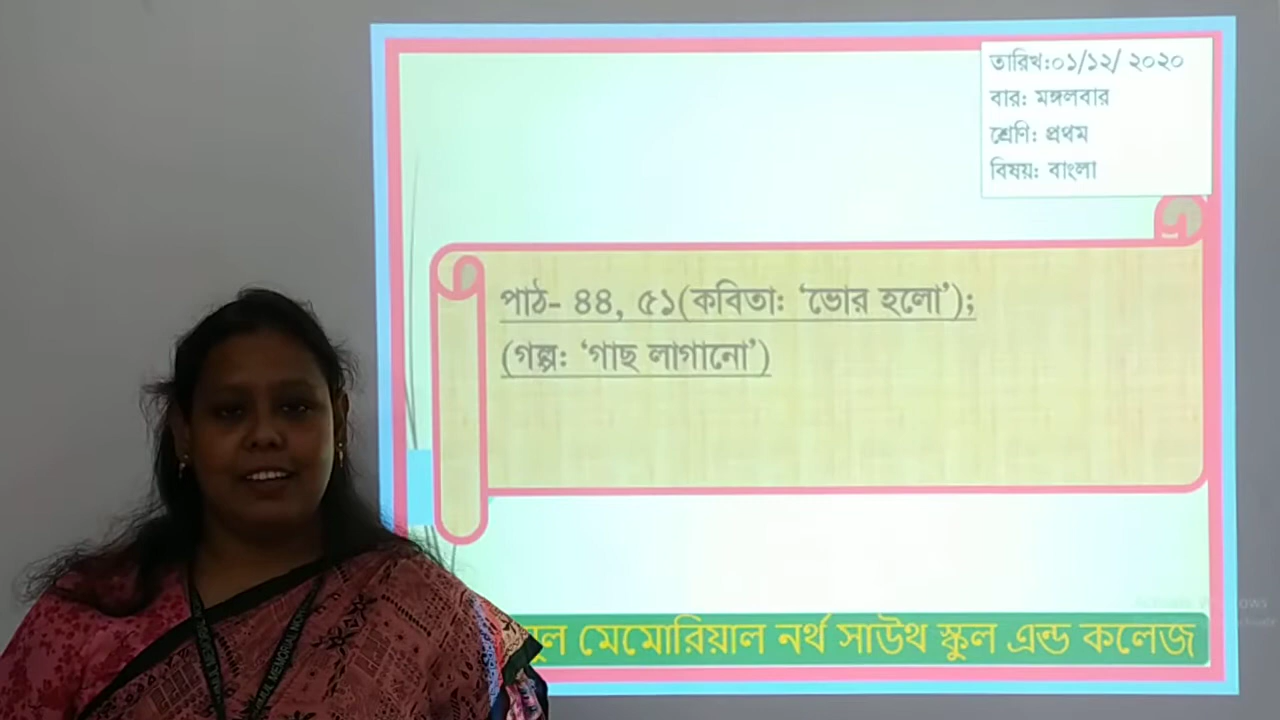 তারিখ:০১/১২/ ২০২০
বার: মঙ্গলবার
শ্রেণি: প্রথম
বিষয়: বাংলা
পাঠ- ৪৪, ৫১(কবিতা: ‘ভোর হলো’);
(গল্প: ‘গাছ লাগানো’)
মেমোরিয়াল নর্থ সাউথ স্কুল এন্ড কলেজ